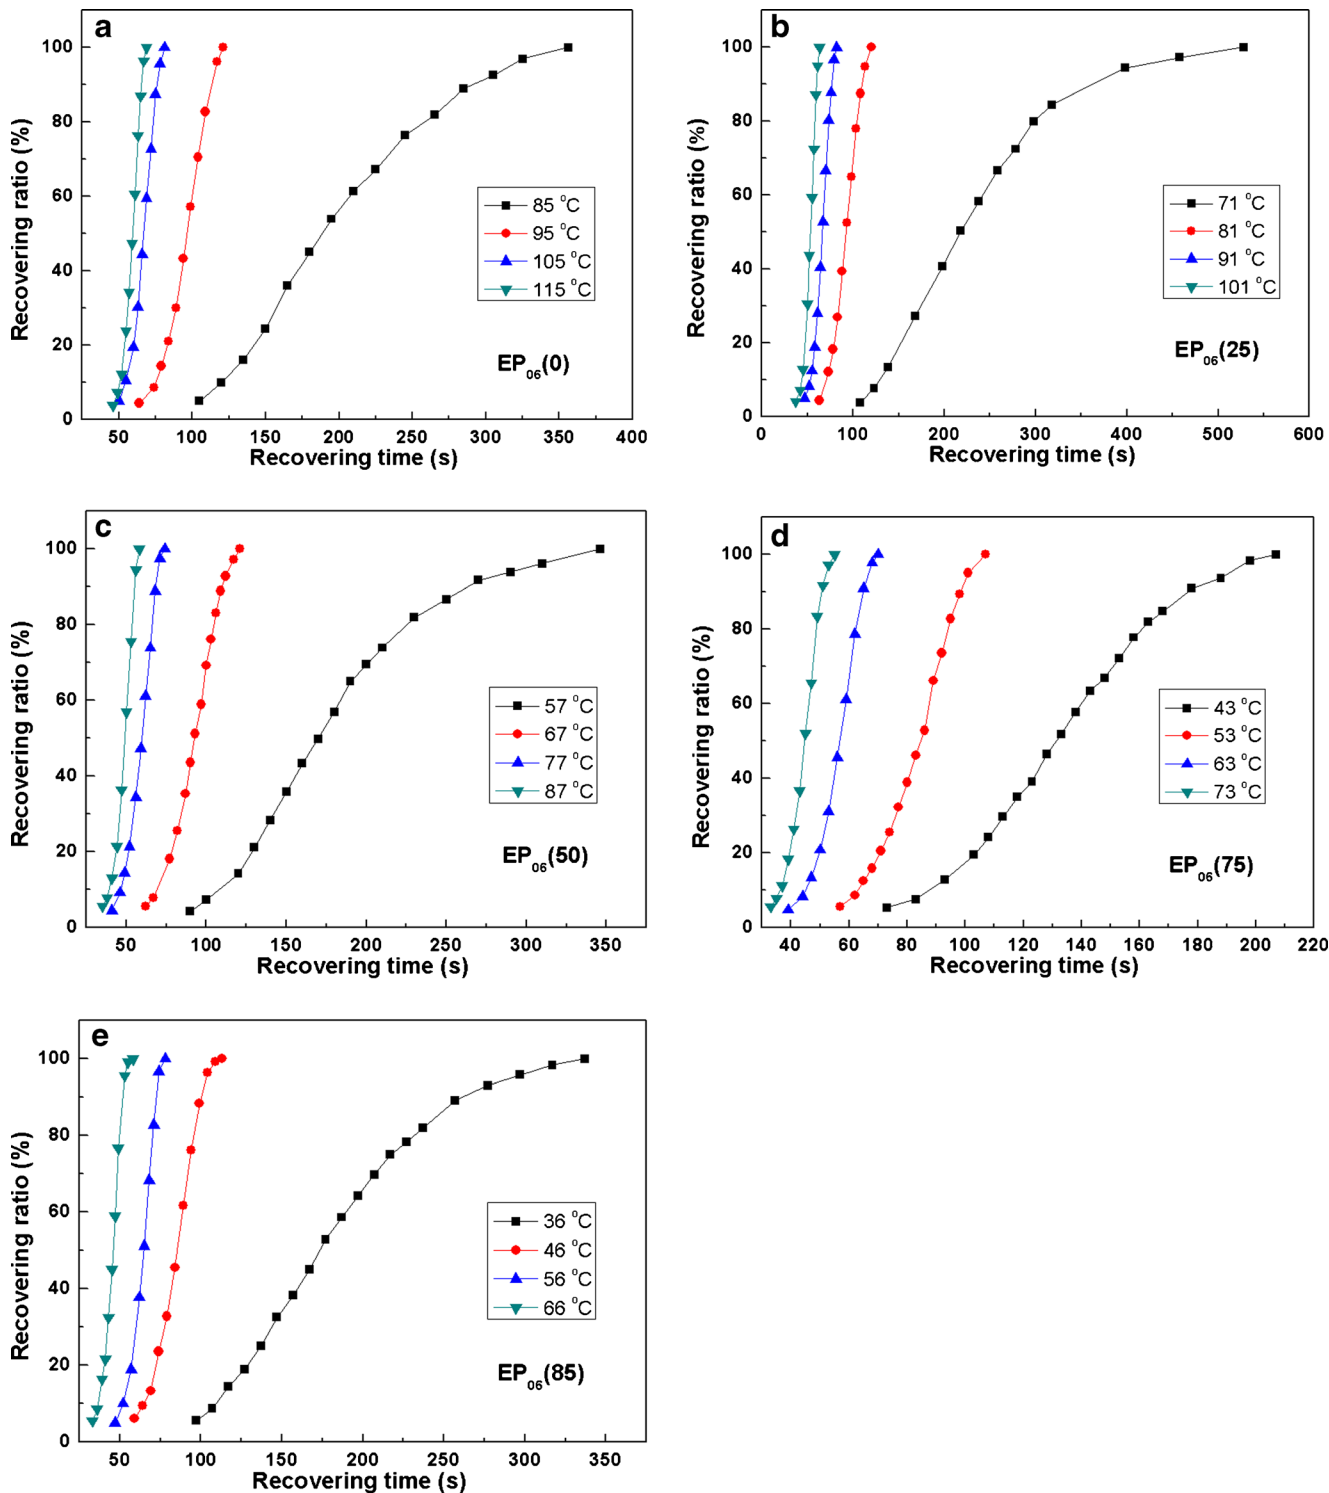 a
100
80
60
40
20
0
Recovering ratio (%)
85 °C
95 °C
105 °C
115 °C
EP06(0)
50 100 150 200 250 300 350 400
Recovering time (s)
b
100
80
60
40
20
0
Recovering ratio (%)
71 °C
81 °C
91 °C
101 °C
EP06(25)
0 100 200 300 400 500 600
Recovering time (s)
c
100
80
60
40
20
0
Recovering ratio (%)
57 °C
67 °C
77 °C
87 °C
EP06(50)
50 100 150 200 250 300 350
Recovering time (s)
d
100
80
60
40
20
0
Recovering ratio (%)
43 °C
53 °C
63 °C
73 °C
EP06(75)
40 60 80 100 120 140 160 180 200 220
Recovering time (s)
e
100
80
60
40
20
0
Recovering ratio (%)
36 °C
46 °C
56 °C
66 °C
EP06(85)
50 100 150 200 250 300 350
Recovering time (s)